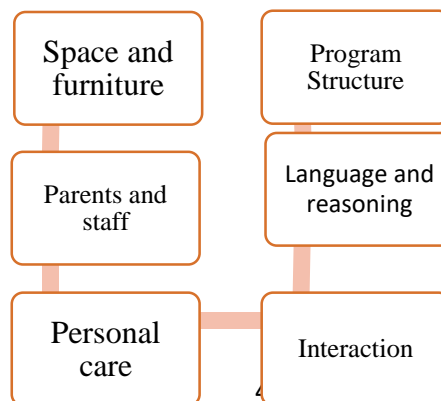 Space and
furniture
Parents and
staff
Personal
care
Interaction
Language and
reasoning
Program
Structure